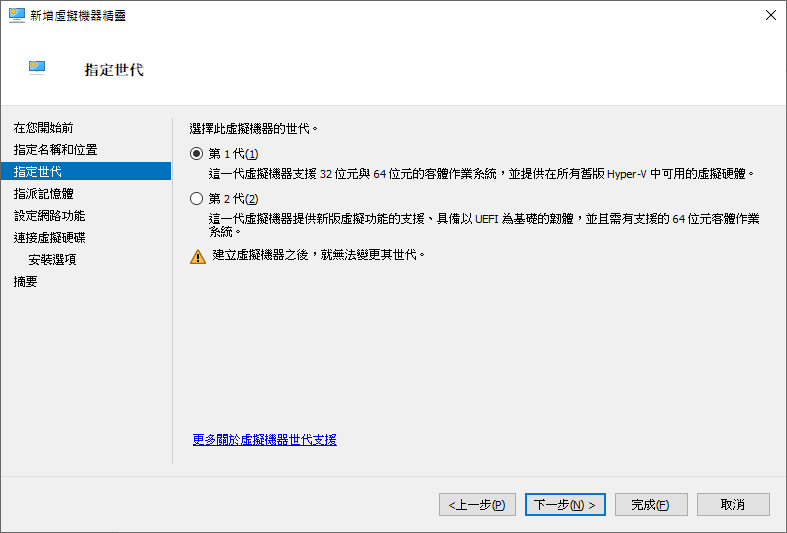 新增虛擬機器精靈
指定世代
在您開始前
指定名稱和位置
指定世代
指派記憶體
設定網路功能
連接虛擬硬碟
安裝選項
摘要
選擇此虛擬機器的世代。
第 1 代(1)
這一代虛擬機器支援 32 位元與 64 位元的客體作業系統，並提供在所有舊版 Hyper-V 中可用的虛擬硬體。
第 2 代(2)
這一代虛擬機器提供新版虛擬功能的支援、具備以 UEFI 為基礎的韌體，並且需有支援的 64 位元客體作業
系統。
建立虛擬機器之後，就無法變更其世代。
更多關於虛擬機器世代支援
<上一步(P)
下一步(N) >
完成(F)
取消